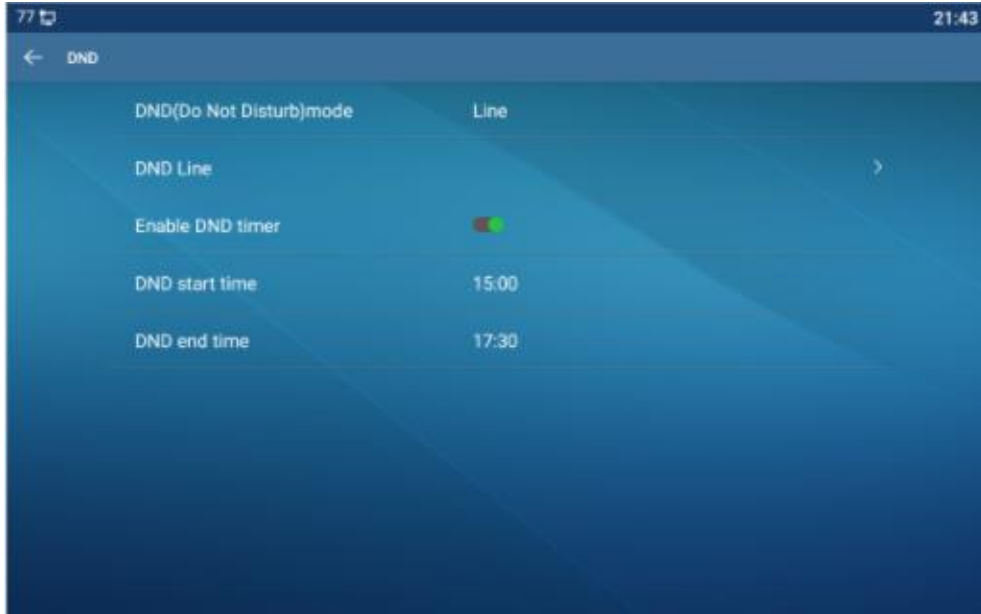 77 21:43
DND
DND(Do Not Disturb)mode Line
DND Line
Enable DND timer
DND start time 15:00
DND end time 17:30